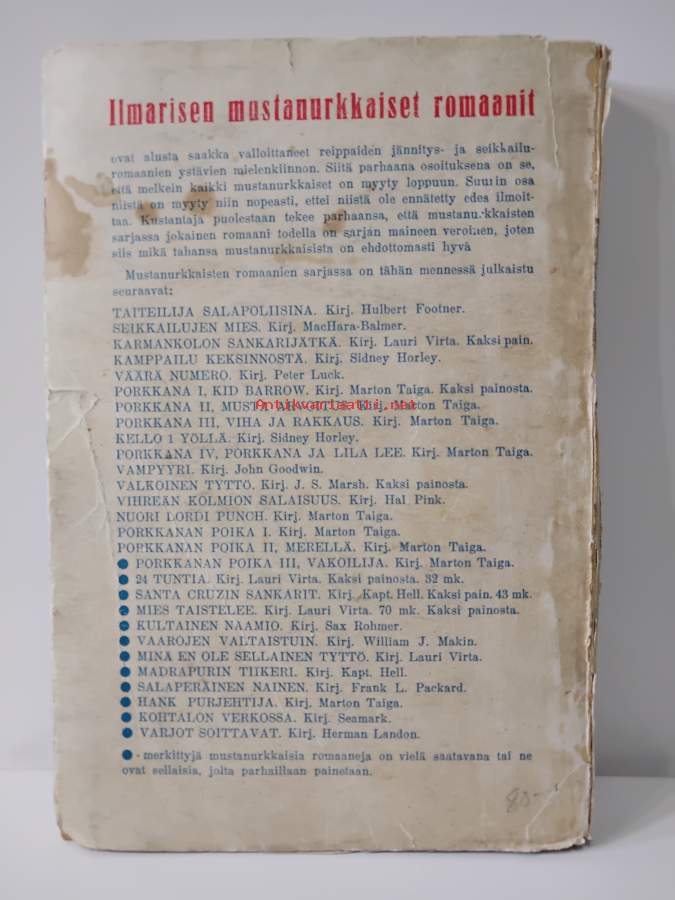 Ilmarisen mustanurkkaiset romaanit
ovat alusta saakka valloittaneet reippaiden jännitys- ja seikkailu-
romaanien ystävien mielenkiinnon. Siitä parhaana osoituksena on se,
että melkein kaikki mustanurkkaiset on myyty loppuun. Suurin osa
niistä on myyty niin nopeasti, ettei niistä ole ennätetty edes ilmoit-
taa. Kustantaja puolestaan tekee parhaansa, että mustanurkkaisten
sarjassa jokainen romaani todella on sarjan maineen veroinen, joten
siis mikä tahansa mustanurkkaisista on ehdottomasti hyvä
Mustanurkkaisten romaanien sarjassa on tähän mennessä julkaistu
seuraavat:
TAITEILIJA SALAPOLIISINA. Kirj. Hulbert Footner.
SEIKKAILUJEN MIES. Kirj. MacHara-Balmer.
KARMANKOLON SANKARIJÄTKÄ. Kirj. Lauri Virta. Kaksi pain.
KAMPPAILU KEKSINNÖSTÄ. Kirj. Sidney Horley.
VÄÄRÄ NUMERO. Kirj. Peter Luck.
PORKKANA I, KID BARROW. Kirj. Marton Taiga. Kaksi painosta.
PORKKANA II, MUSTA Kirj. Marton Taiga.
Antikvariaatti.net
PORKKANA III, VIHA JA RAKKAUS. Kirj. Marton Taiga.
KELLO 1 YÖLLÄ. Kirj. Sidney Horley.
PORKKANA IV, PORKKANA JA LILA LEE. Kirj. Marton Taiga.
VAMPYYRI. Kirj. John Goodwin.
VALKOINEN TYTTÖ. Kirj. J. S. Marsh. Kaksi painosta.
VIHREÄN KOLMION SALAISUUS. Kirj. Hal Pink.
NUORI LORDI PUNCH. Kirj. Marton Taiga.
PORKKANAN POIKA I. Kirj. Marton Taiga.
PORKKANAN POIKA II, MERELLÄ. Kirj. Marton Taiga.
● PORKKANAN POIKA III, VAKOILIJA. Kirj. Marton Taiga.
● 24 TUNTIA. Kirj. Lauri Virta. Kaksi painosta. 32 mk.
● SANTA CRUZIN SANKARIT. Kirj. Kapt. Hell. Kaksi pain. 43 mk.
● MIES TAISTELEE. Kirj. Lauri Virta. 70 mk. Kaksi painosta.
● KULTAINEN NAAMIO. Kirj. Sax Rohmer.
● VAAROJEN VALTAISTUIN. Kirj. William J. Makin.
● MINÄ EN OLE SELLAINEN TYTTÖ. Kirj. Lauri Virta.
● MADRAPURIN TIIKERI. Kirj. Kapt. Hell.
● SALAPERÄINEN NAINEN. Kirj. Frank L. Packard.
● HANK PURJEHTIJA. Kirj. Marton Taiga.
● KOHTALON VERKOSSA. Kirj. Seamark.
● VARJOT SOITTAVAT. Kirj. Herman Landon.
● - merkittyjä mustanurkkaisia romaaneja on vielä saatavana tai ne
ovat sellaisia, joita parhaillaan painetaan.